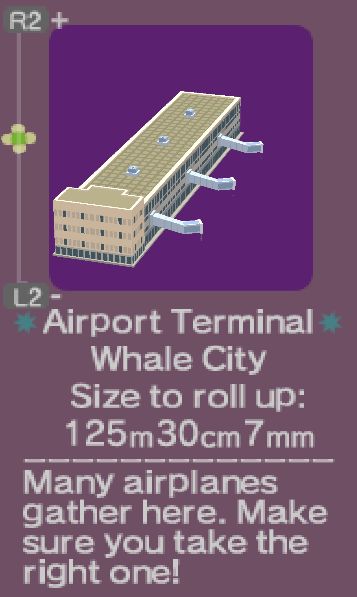 R2 +
L2 -
Airport Terminal
Whale City
Size to roll up:
125m30cm7mm
Many airplanes
gather here. Make
sure you take the
right one!